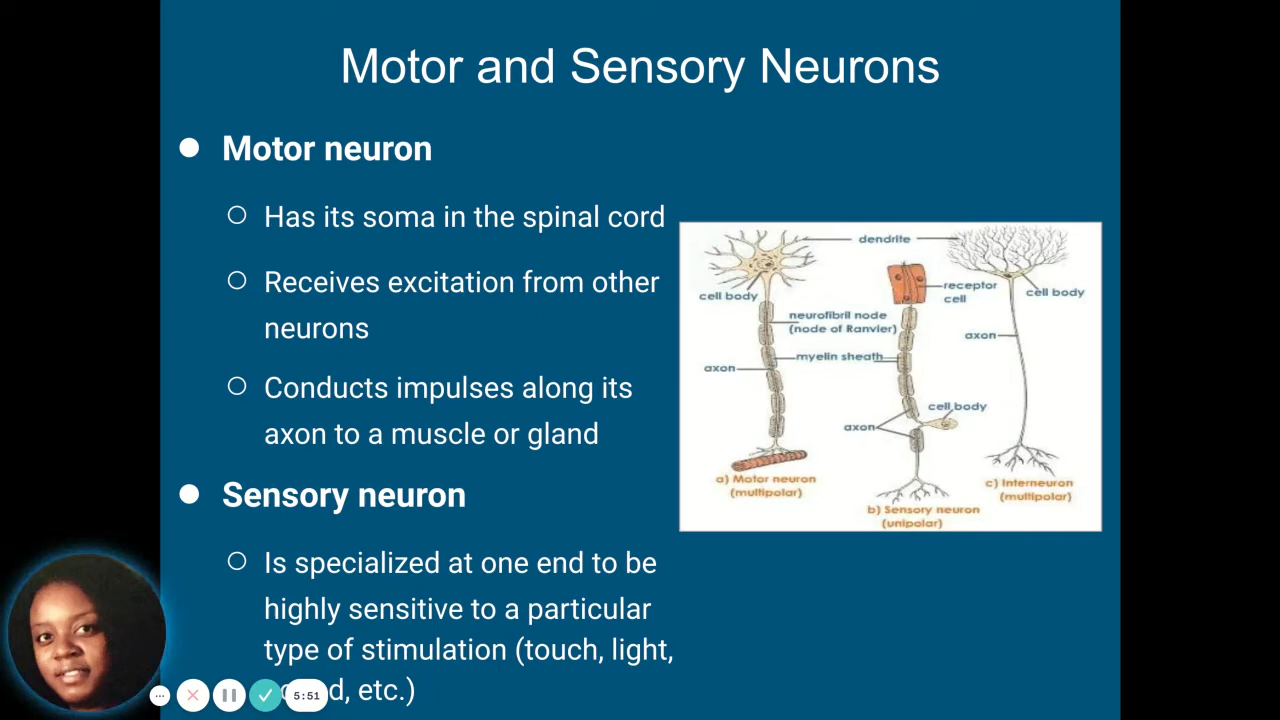 Motor and Sensory Neurons
Motor neuron
Has its soma in the spinal cord
Receives excitation from other
neurons
Conducts impulses along its
axon to a muscle or gland
Sensory neuron
Is specialized at one end to be
highly sensitive to a particular
type of stimulation (touch, light,
etc.)
dendrite
cell body
receptor
cell
cell body
neurofibril node
(node of Ranvier)
axon
myelin sheath
axon
cell body
axon
a) Motor neuron
(multipolar)
b) Sensory neuron
(unipolar)
c) Interneuron
(multipolar)
5:51